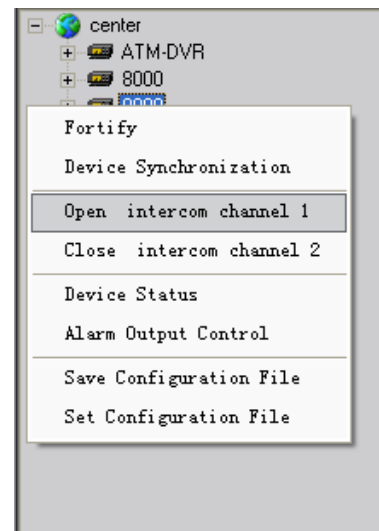 center
ATM-DVR
8000
Fortify
Device Synchronization
Open intercom channel 1
Close intercom channel 2
Device Status
Alarm Output Control
Save Configuration File
Set Configuration File